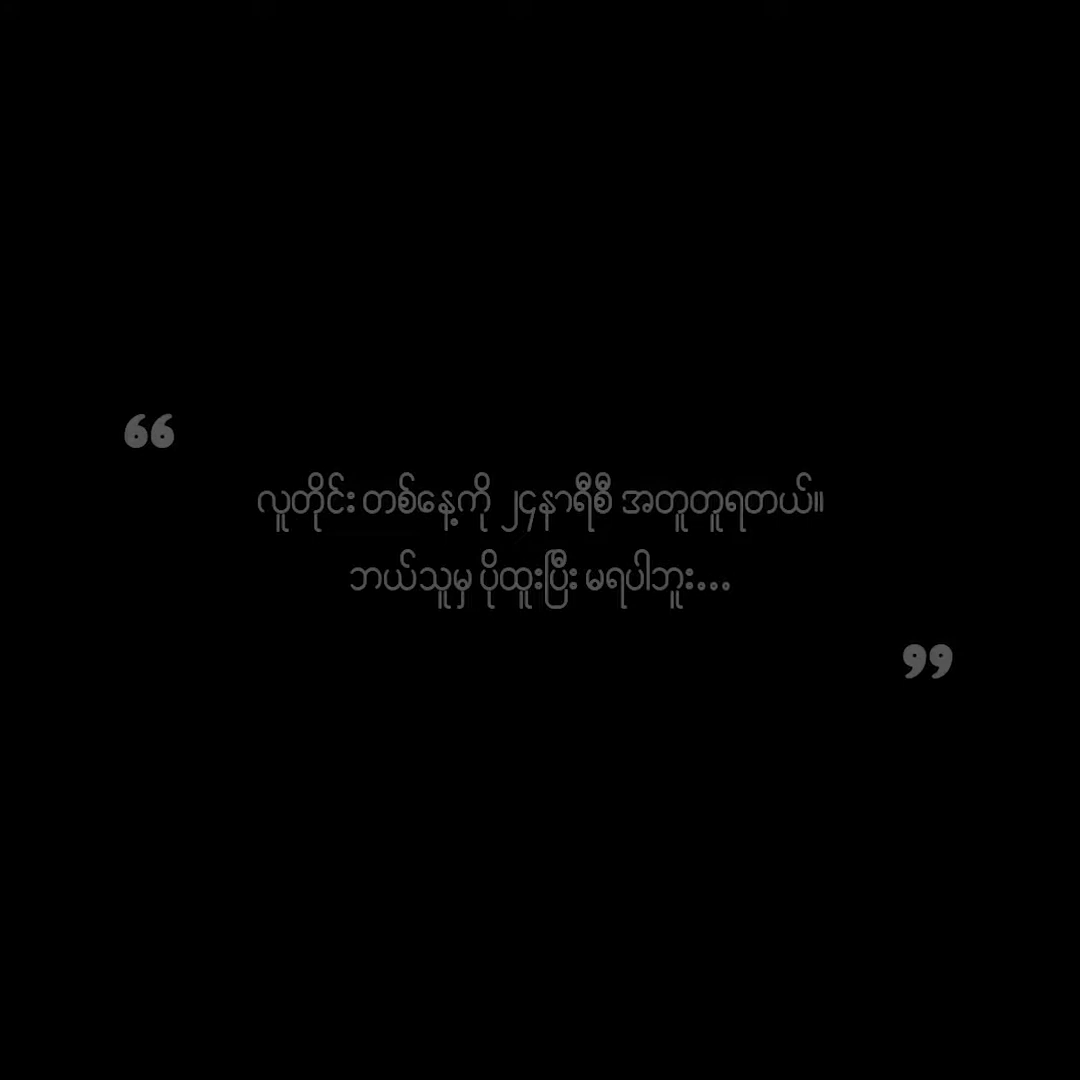 “
လူတိုင်း တစ်နေ့ကို ၂၄နာရီစီ အတူတူရတယ်။
ဘယ်သူမှ ပိုထူးပြီး မရပါဘူး...
”